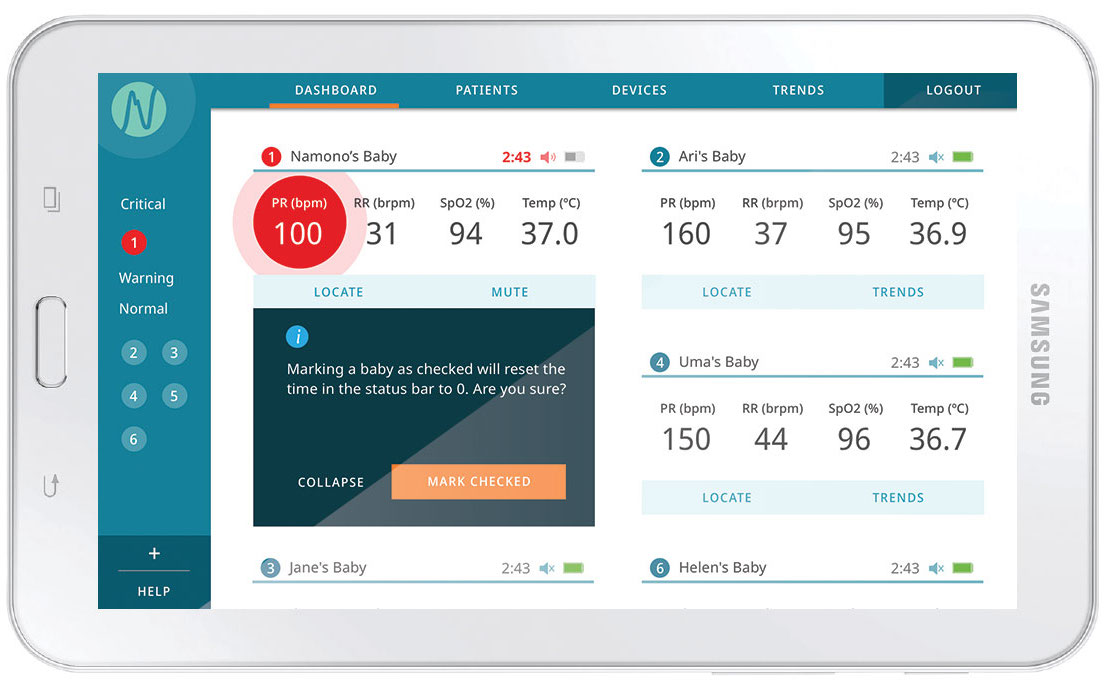 DASHBOARD PATIENTS DEVICES TRENDS LOGOUT
N
Critical
1
Warning
Normal
2 3
4 5
6
+
HELP
1 Namono's Baby 2:43
PR (bpm) RR (brpm) SpO2 (%) Temp (ºC)
100 31 94 37.0
LOCATE MUTE
i
Marking a baby as checked will reset the
time in the status bar to 0. Are you sure?
COLLAPSE MARK CHECKED
3 Jane's Baby 2:43
2 Ari's Baby 2:43
PR (bpm) RR (brpm) SpO2 (%) Temp (ºC)
160 37 95 36.9
LOCATE TRENDS
4 Uma's Baby 2:43
PR (bpm) RR (brpm) SpO2 (%) Temp (ºC)
150 44 96 36.7
LOCATE TRENDS
6 Helen's Baby 2:43
SAMSUNG